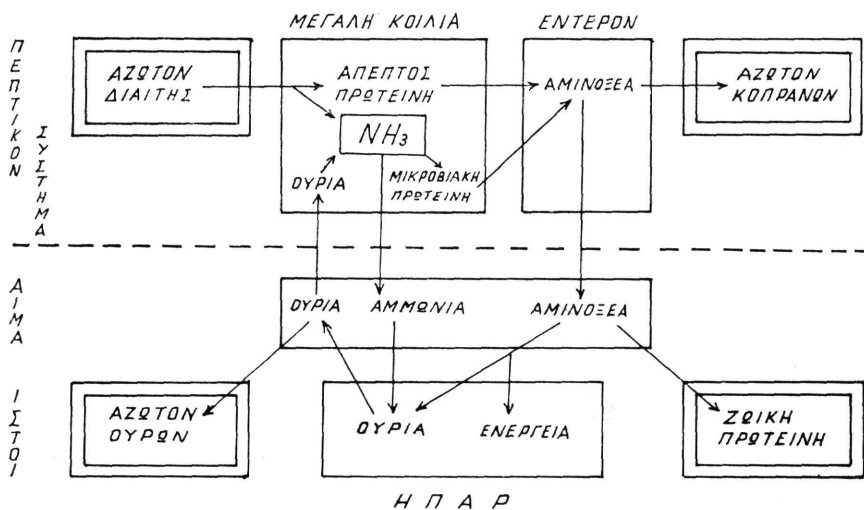 ΜΕΓΑΛΗ ΚΟΙΛΙΑ
ΕΝΤΕΡΟΝ
ΠΕΠΤΙΚΟΝ
ΣΥΣΤΗΜΑ
ΑΖΩΤΟΝ
ΔΙΑΙΤΗΣ
ΑΠΕΠΤΟΣ
ΠΡΩΤΕΙΝΗ
ΑΜΙΝΟΞΕΑ
ΑΖΩΤΟΝ
ΚΟΠΡΑΝΩΝ
NH3
ΟΥΡΙΑ
ΜΙΚΡΟΒΙΑΚΗ
ΠΡΩΤΕΙΝΗ
ΑΙΜΑ
ΟΥΡΙΑ
ΑΜΜΩΝΙΑ
ΑΜΙΝΟΞΕΑ
ΙΣΤΟΙ
ΑΖΩΤΟΝ
ΟΥΡΩΝ
ΟΥΡΙΑ
ΕΝΕΡΓΕΙΑ
ΖΩΙΚΗ
ΠΡΩΤΕΙΝΗ
ΗΠΑΡ